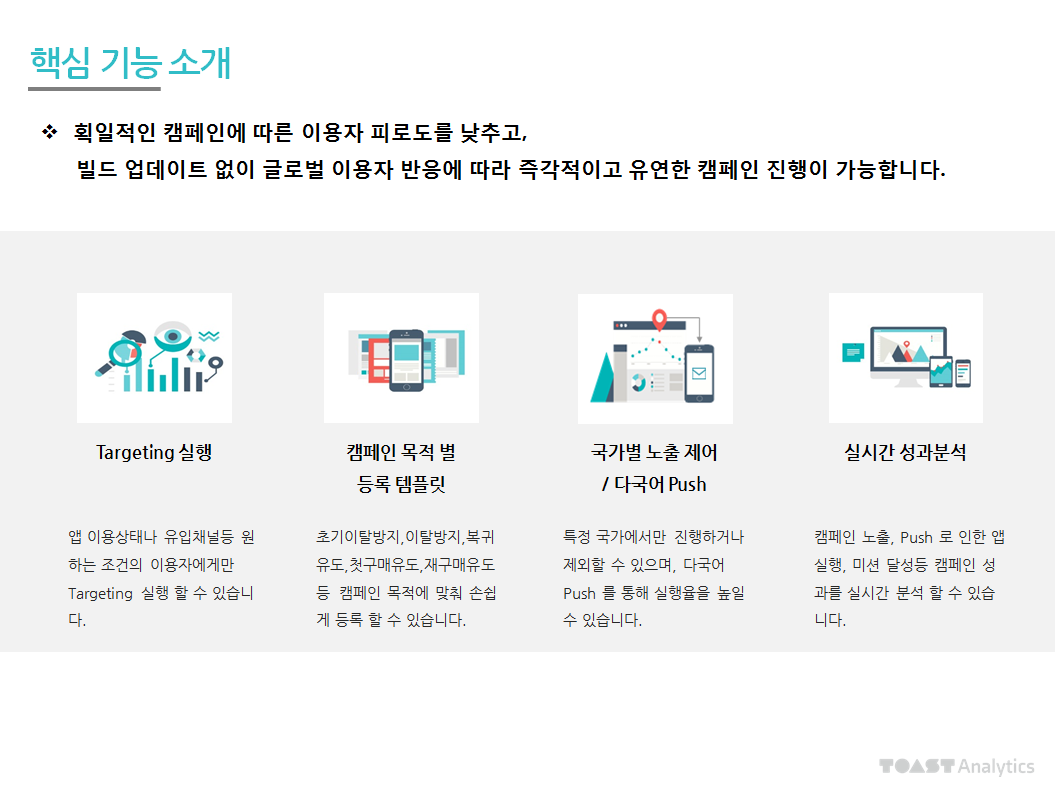 핵심 기능 소개
❖ 획일적인 캠페인에 따른 이용자 피로도를 낮추고,
빌드 업데이트 없이 글로벌 이용자 반응에 따라 즉각적이고 유연한 캠페인 진행이 가능합니다.
Targeting 실행
앱 이용상태나 유입채널등 원
하는 조건의 이용자에게만
Targeting 실행 할 수 있습니
다.
캠페인 목적 별
등록 템플릿
초기이탈방지,이탈방지,복귀
유도,첫구매유도,재구매유도
등 캠페인 목적에 맞춰 손쉽
게 등록 할 수 있습니다.
국가별 노출 제어
/ 다국어 Push
특정 국가에서만 진행하거나
제외할 수 있으며, 다국어
Push 를 통해 실행율을 높일
수 있습니다.
실시간 성과분석
캠페인 노출, Push 로 인한 앱
실행, 미션 달성등 캠페인 성
과를 실시간 분석 할 수 있습
니다.
TOAST Analytics